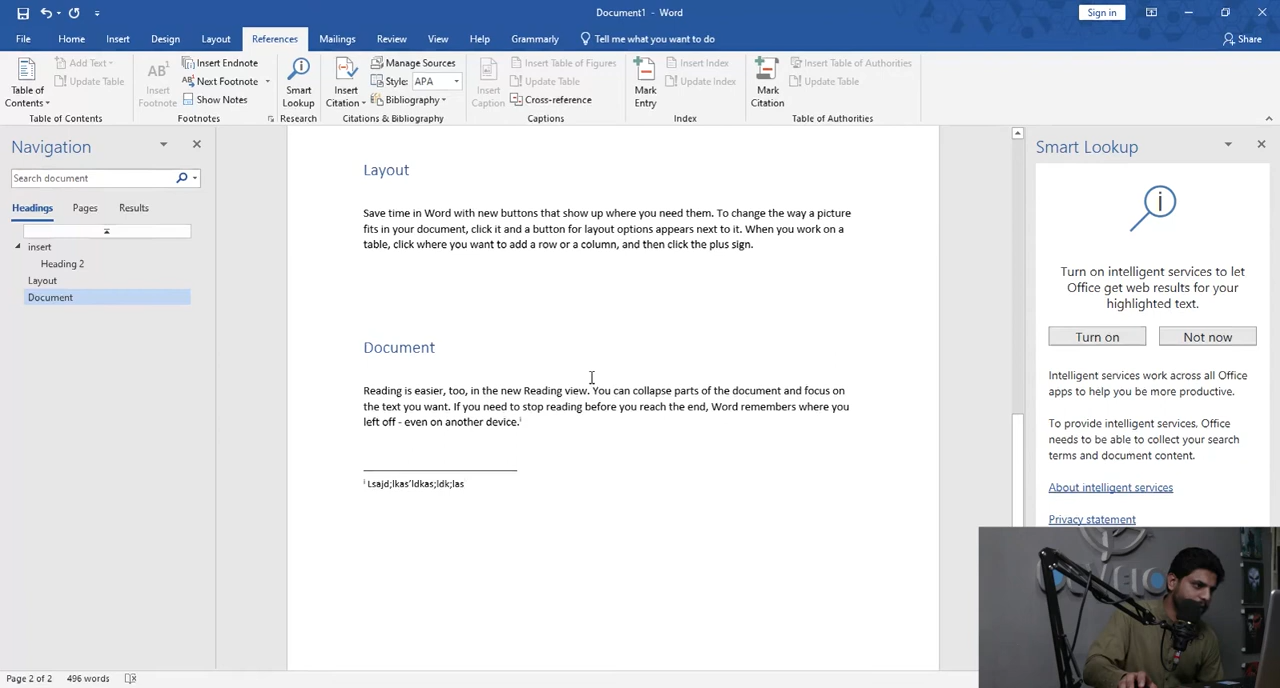 Document1 - Word
Sign in
File Home Insert Design Layout References Mailings Review View Help Grammarly Tell me what you want to do Share
Table of Contents
Add Text
Update Table
Table of Contents
AB¹
Insert Footnote
Insert Endnote
Next Footnote
Show Notes
Footnotes
Smart Lookup
Research
Insert Citation
Manage Sources
Style: APA
Bibliography
Citations & Bibliography
Insert Caption
Insert Table of Figures
Update Table
Cross-reference
Captions
Mark Entry
Insert Index
Update Index
Index
Mark Citation
Insert Table of Authorities
Update Table
Table of Authorities
Navigation
Search document
Headings Pages Results
insert
Heading 2
Layout
Document
Layout
Save time in Word with new buttons that show up where you need them. To change the way a picture
fits in your document, click it and a button for layout options appears next to it. When you work on a
table, click where you want to add a row or a column, and then click the plus sign.
Document
Reading is easier, too, in the new Reading view. You can collapse parts of the document and focus on
the text you want. If you need to stop reading before you reach the end, Word remembers where you
left off - even on another device.ⁱ
ⁱ Lsajd;lkas'ldkas;ldk;las
Smart Lookup
Turn on intelligent services to let
Office get web results for your
highlighted text.
Turn on Not now
Intelligent services work across all Office
apps to help you be more productive.
To provide intelligent services, Office
needs to be able to collect your search
terms and document content.
About intelligent services
Privacy statement
Page 2 of 2 496 words